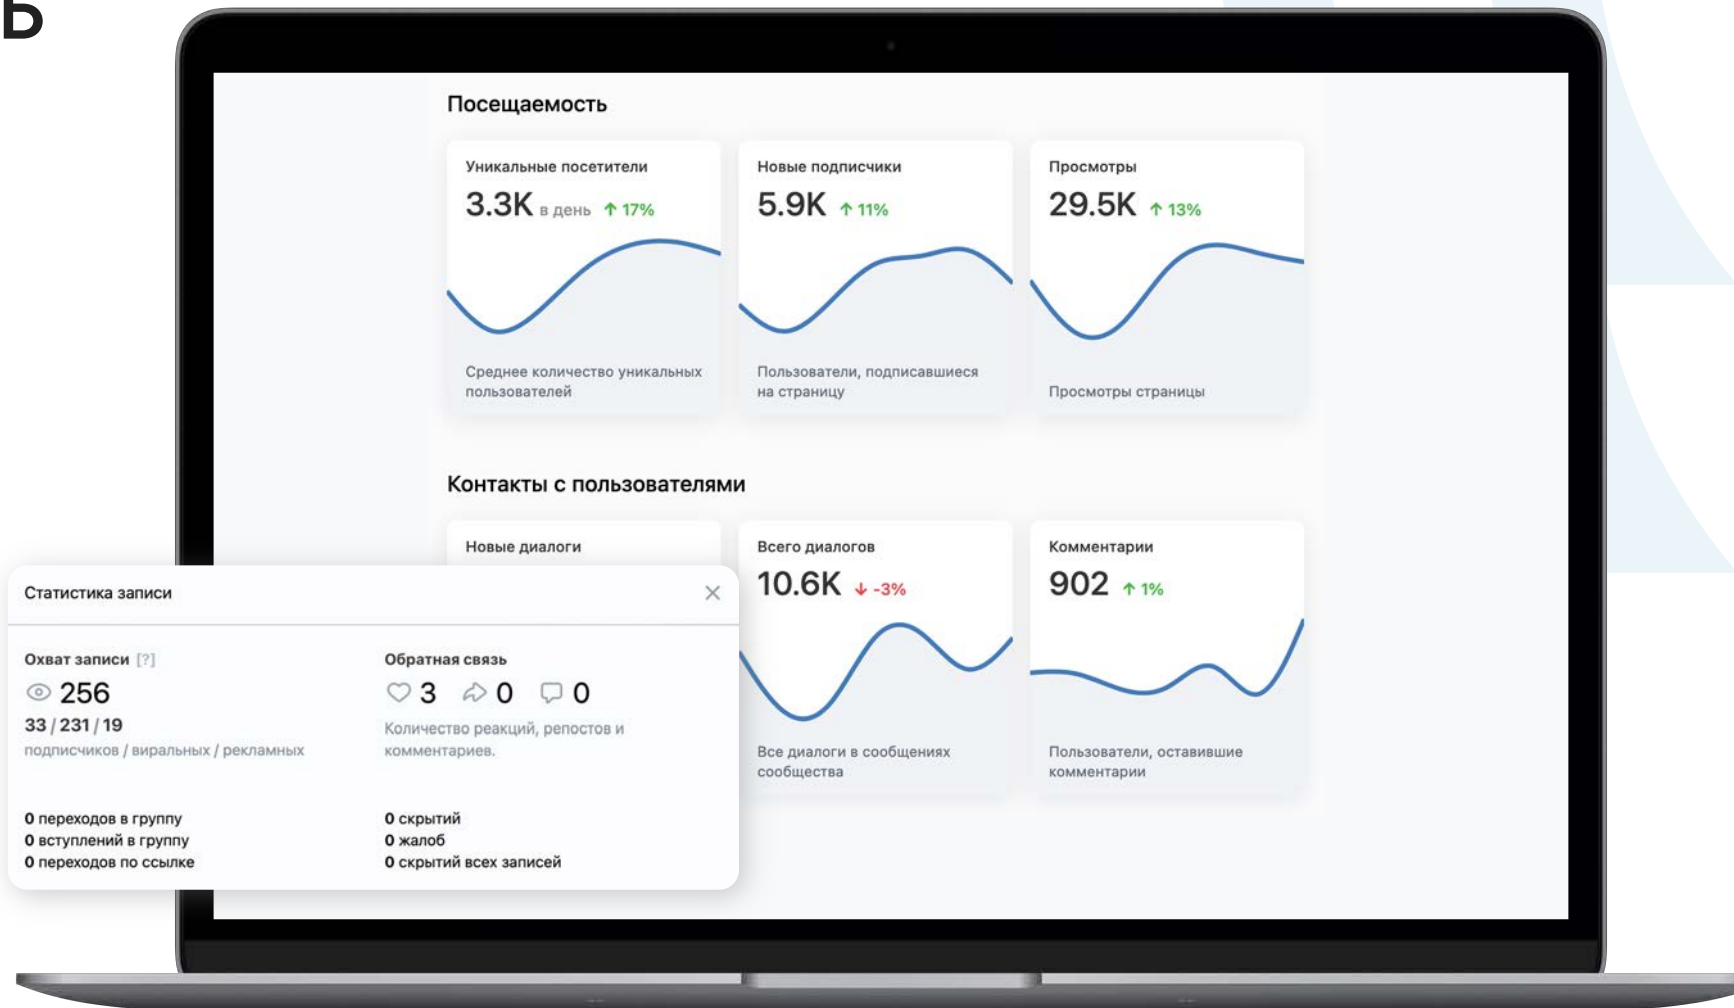 Ь
Посещаемость
Уникальные посетители
3.3K в день ↑ 17%
Среднее количество уникальных
пользователей
Новые подписчики
5.9K ↑ 11%
Пользователи, подписавшиеся
на страницу
Просмотры
29.5K ↑ 13%
Просмотры страницы
Контакты с пользователями
Новые диалоги
Всего диалогов
10.6K ↓ -3%
Все диалоги в сообщениях
сообщества
Комментарии
902 ↑ 1%
Пользователи, оставившие
комментарии
Статистика записи
Охват записи [?]
256
33 / 231 / 19
подписчиков / виральных / рекламных
Обратная связь
3 0 0
Количество реакций, репостов и
комментариев.
0 переходов в группу
0 вступлений в группу
0 переходов по ссылке
0 скрытий
0 жалоб
0 скрытий всех записей